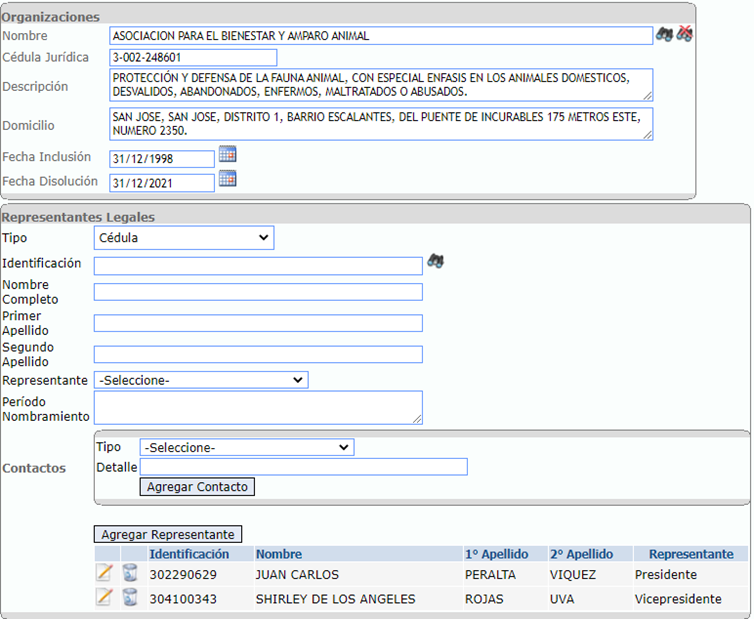 Organizaciones
Nombre ASOCIACION PARA EL BIENESTAR Y AMPARO ANIMAL
Cédula Jurídica 3-002-248601
Descripción PROTECCIÓN Y DEFENSA DE LA FAUNA ANIMAL, CON ESPECIAL ENFASIS EN LOS ANIMALES DOMESTICOS,
DESVALIDOS, ABANDONADOS, ENFERMOS, MALTRATADOS O ABUSADOS.
Domicilio SAN JOSE, SAN JOSE, DISTRITO 1, BARRIO ESCALANTES, DEL PUENTE DE INCURABLES 175 METROS ESTE,
NUMERO 2350.
Fecha Inclusión 31/12/1998
Fecha Disolución 31/12/2021
Representantes Legales
Tipo Cédula
Identificación
Nombre
Completo
Primer
Apellido
Segundo
Apellido
Representante -Seleccione-
Período
Nombramiento
Contactos
Tipo -Seleccione-
Detalle
Agregar Contacto
Agregar Representante
Identificación Nombre 1º Apellido 2º Apellido Representante
302290629 JUAN CARLOS PERALTA VIQUEZ Presidente
304100343 SHIRLEY DE LOS ANGELES ROJAS UVA Vicepresidente